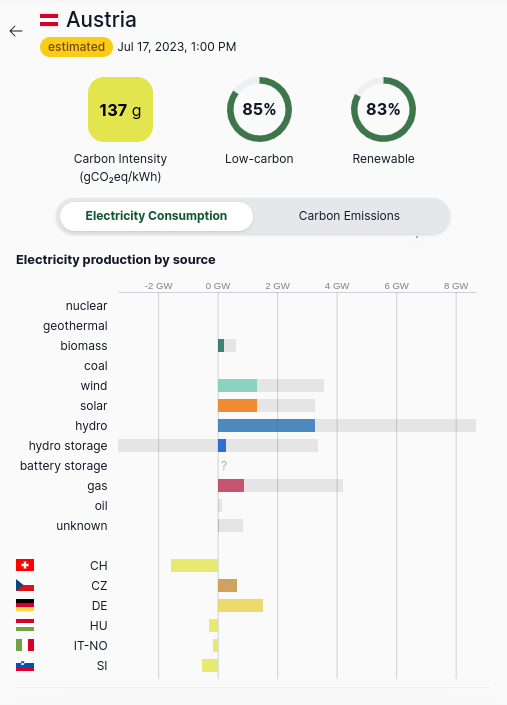 Austria
estimated Jul 17, 2023, 1:00 PM
137 g
85%
83%
Carbon Intensity
(gCO₂eq/kWh)
Low-carbon
Renewable
Electricity Consumption
Carbon Emissions
Electricity production by source
-2 GW 0 GW 2 GW 4 GW 6 GW 8 GW
nuclear
geothermal
biomass
coal
wind
solar
hydro
hydro storage
battery storage ?
gas
oil
unknown
CH
CZ
DE
HU
IT-NO
SI